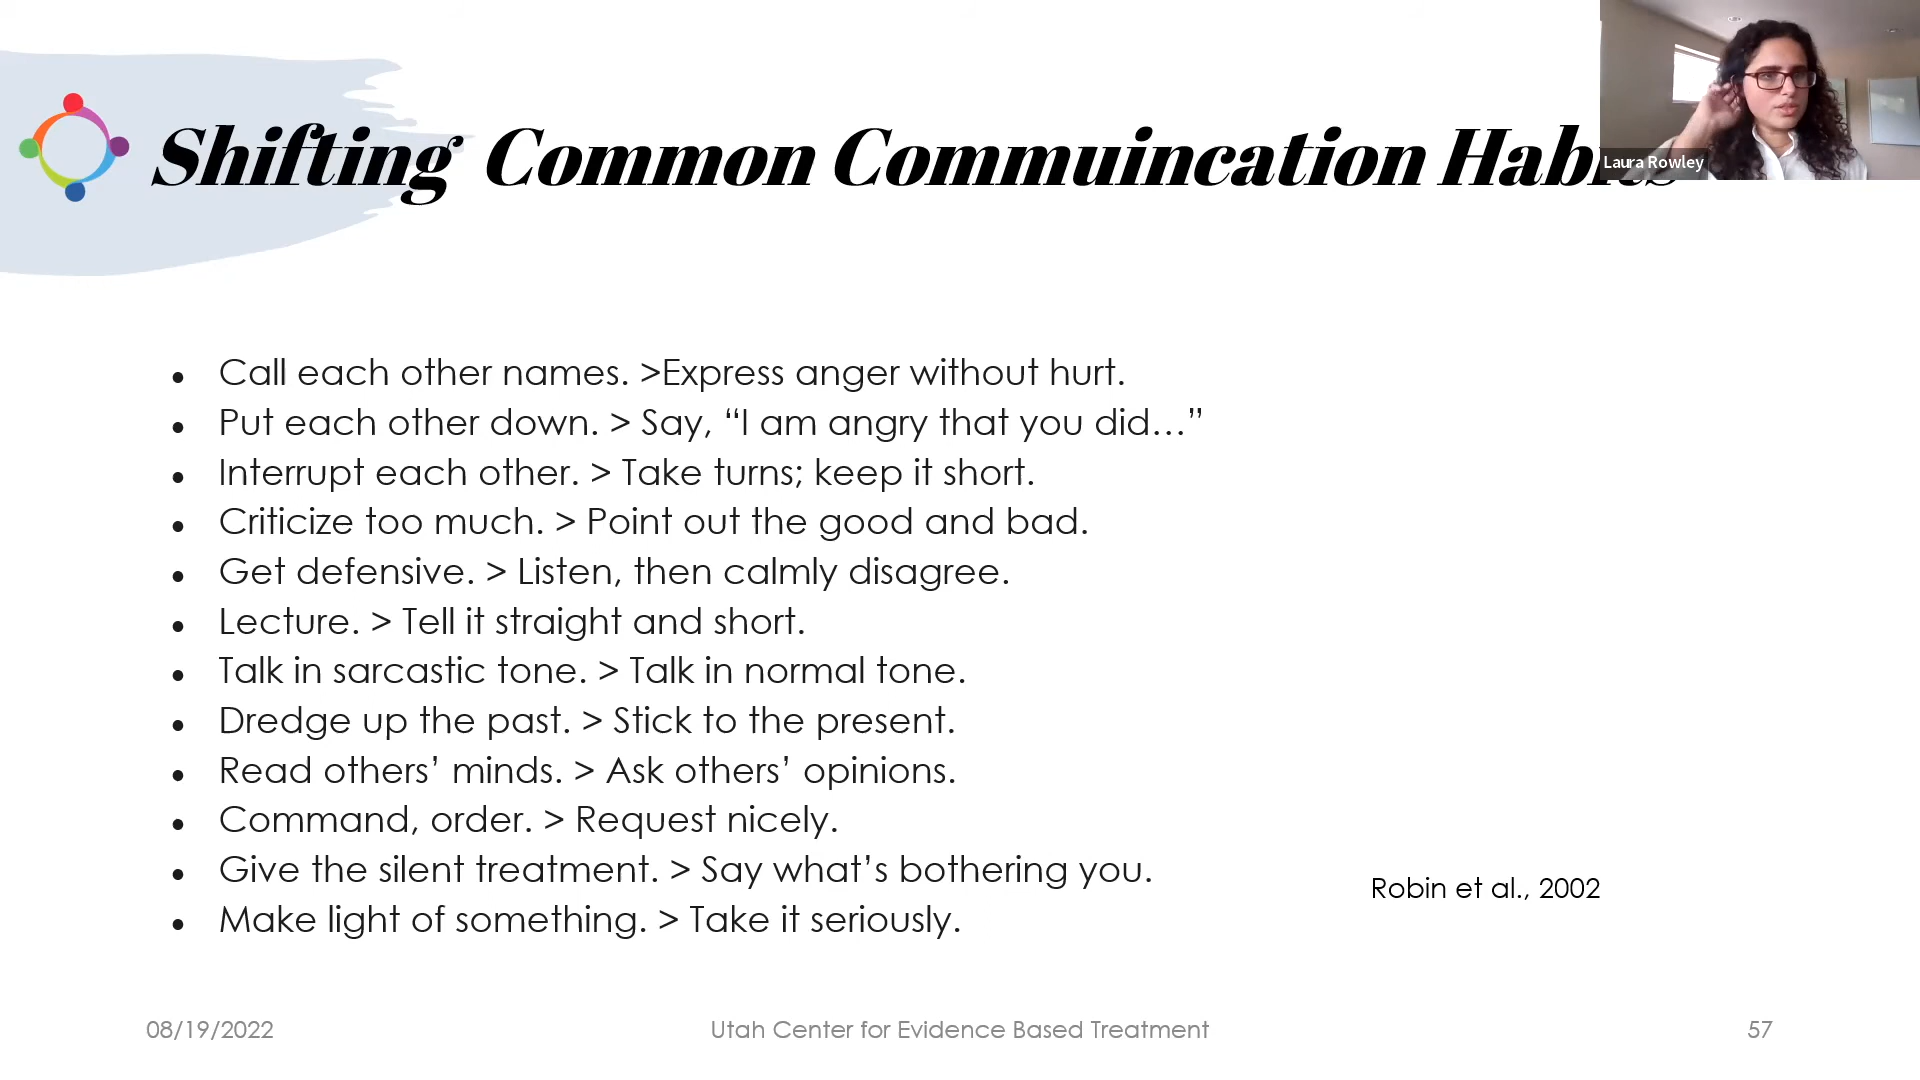 Shifting Common Commuincation Habits
Laura Rowley
• Call each other names. >Express anger without hurt.
• Put each other down. > Say, “I am angry that you did…”
• Interrupt each other. > Take turns; keep it short.
• Criticize too much. > Point out the good and bad.
• Get defensive. > Listen, then calmly disagree.
• Lecture. > Tell it straight and short.
• Talk in sarcastic tone. > Talk in normal tone.
• Dredge up the past. > Stick to the present.
• Read others’ minds. > Ask others’ opinions.
• Command, order. > Request nicely.
• Give the silent treatment. > Say what’s bothering you.
• Make light of something. > Take it seriously.
Robin et al., 2002
08/19/2022
Utah Center for Evidence Based Treatment
57